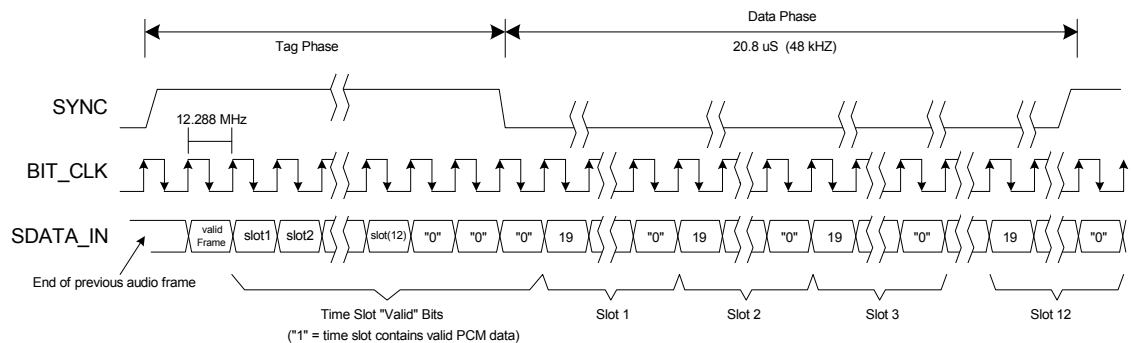 Data Phase
Tag Phase
20.8 uS (48 kHZ)
SYNC
12.288 MHz
BIT_CLK
SDATA_IN
valid Frame
slot1
slot2
slot(12)
"0"
"0"
"0"
19
"0"
19
"0"
19
"0"
19
"0"
End of previous audio frame
Time Slot "Valid" Bits
("1" = time slot contains valid PCM data)
Slot 1
Slot 2
Slot 3
Slot 12